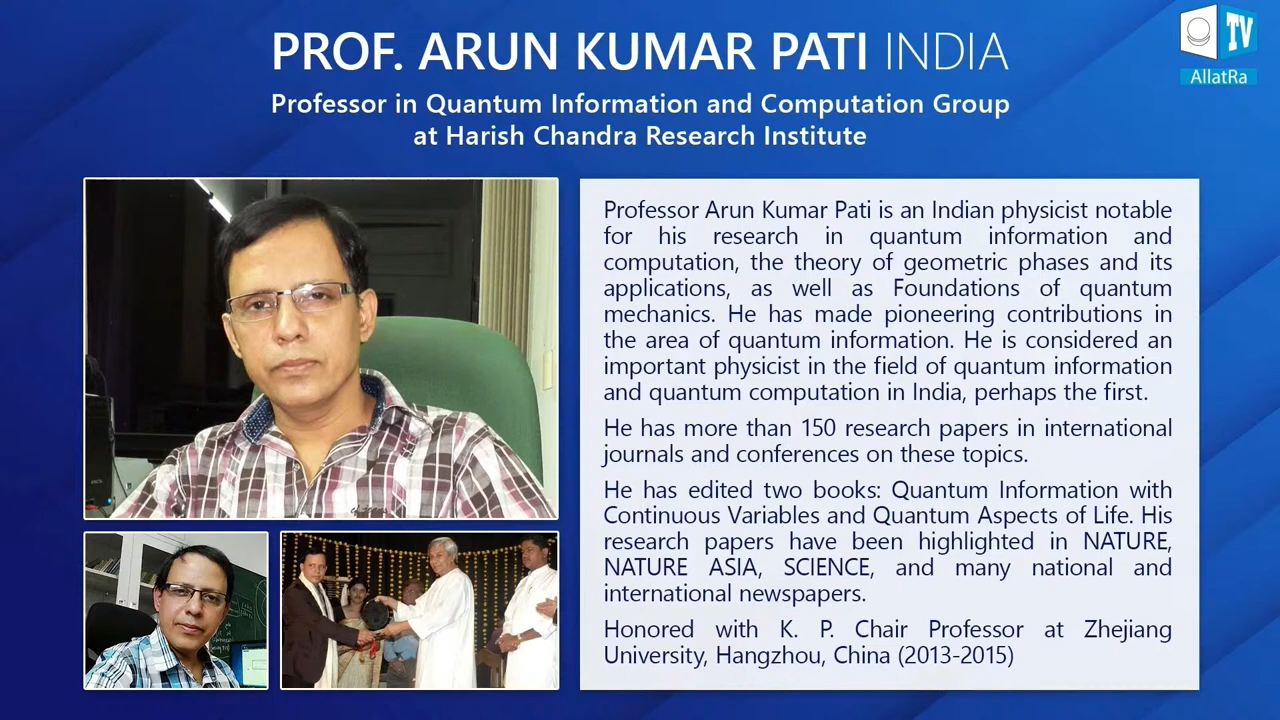 PROF. ARUN KUMAR PATI INDIA
TV
AllatRa
Professor in Quantum Information and Computation Group
at Harish Chandra Research Institute
Professor Arun Kumar Pati is an Indian physicist notable
for his research in quantum information and
computation, the theory of geometric phases and its
applications, as well as Foundations of quantum
mechanics. He has made pioneering contributions in
the area of quantum information. He is considered an
important physicist in the field of quantum information
and quantum computation in India, perhaps the first.
He has more than 150 research papers in international
journals and conferences on these topics.
He has edited two books: Quantum Information with
Continuous Variables and Quantum Aspects of Life. His
research papers have been highlighted in NATURE,
NATURE ASIA, SCIENCE, and many national and
international newspapers.
Honored with K. P. Chair Professor at Zhejiang
University, Hangzhou, China (2013-2015)